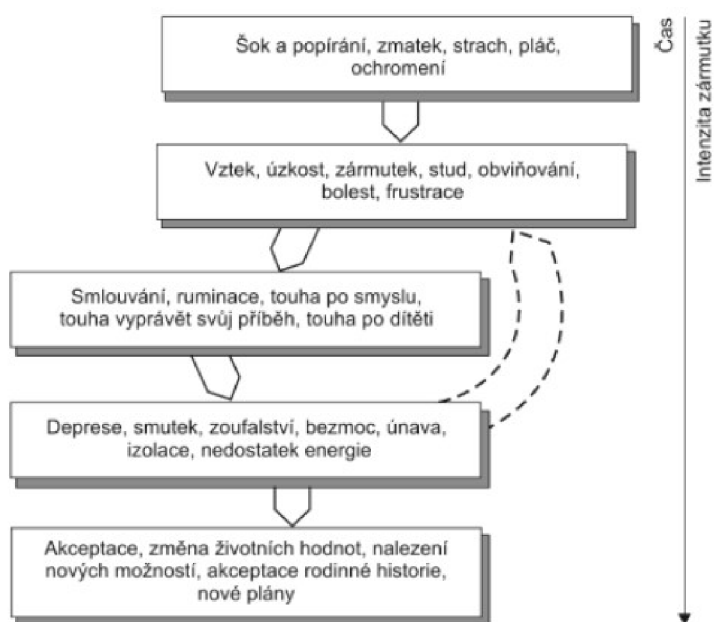 Šok a popírání, zmatek, strach, pláč,
ochromení
Vztek, úzkost, zármutek, stud, obviňování,
bolest, frustrace
Smlouvání, ruminace, touha po smyslu,
touha vyprávět svůj příběh, touha po dítěti
Deprese, smutek, zoufalství, bezmoc, únava,
izolace, nedostatek energie
Akceptace, změna životních hodnot, nalezení
nových možností, akceptace rodinné historie,
nové plány
Čas
Intenzita zármutku